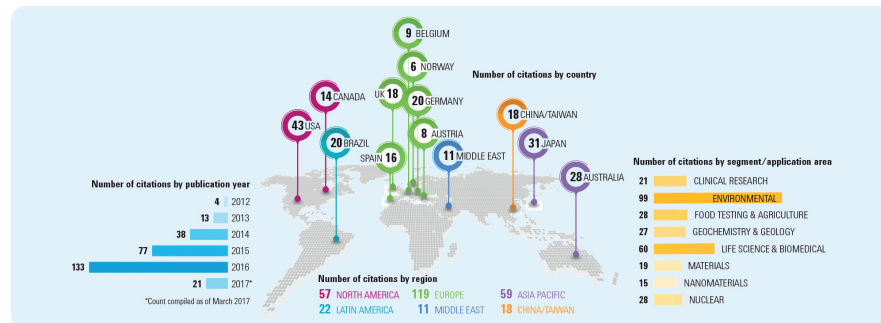 9 BELGIUM
6 NORWAY
Number of citations by country
14 CANADA
UK 18
20 GERMANY
43 USA
18 CHINA/TAIWAN
20 BRAZIL
8 AUSTRIA
31 JAPAN
SPAIN 16
11 MIDDLE EAST
28 AUSTRALIA
Number of citations by publication year
4 2012
13 2013
38 2014
77 2015
133 2016
21 2017*
*Count compiled as of March 2017
Number of citations by region
57 NORTH AMERICA 119 EUROPE 59 ASIA PACIFIC
22 LATIN AMERICA 11 MIDDLE EAST 18 CHINA/TAIWAN
Number of citations by segment/application area
21 CLINICAL RESEARCH
99 ENVIRONMENTAL
28 FOOD TESTING & AGRICULTURE
27 GEOCHEMISTRY & GEOLOGY
60 LIFE SCIENCE & BIOMEDICAL
19 MATERIALS
15 NANOMATERIALS
28 NUCLEAR